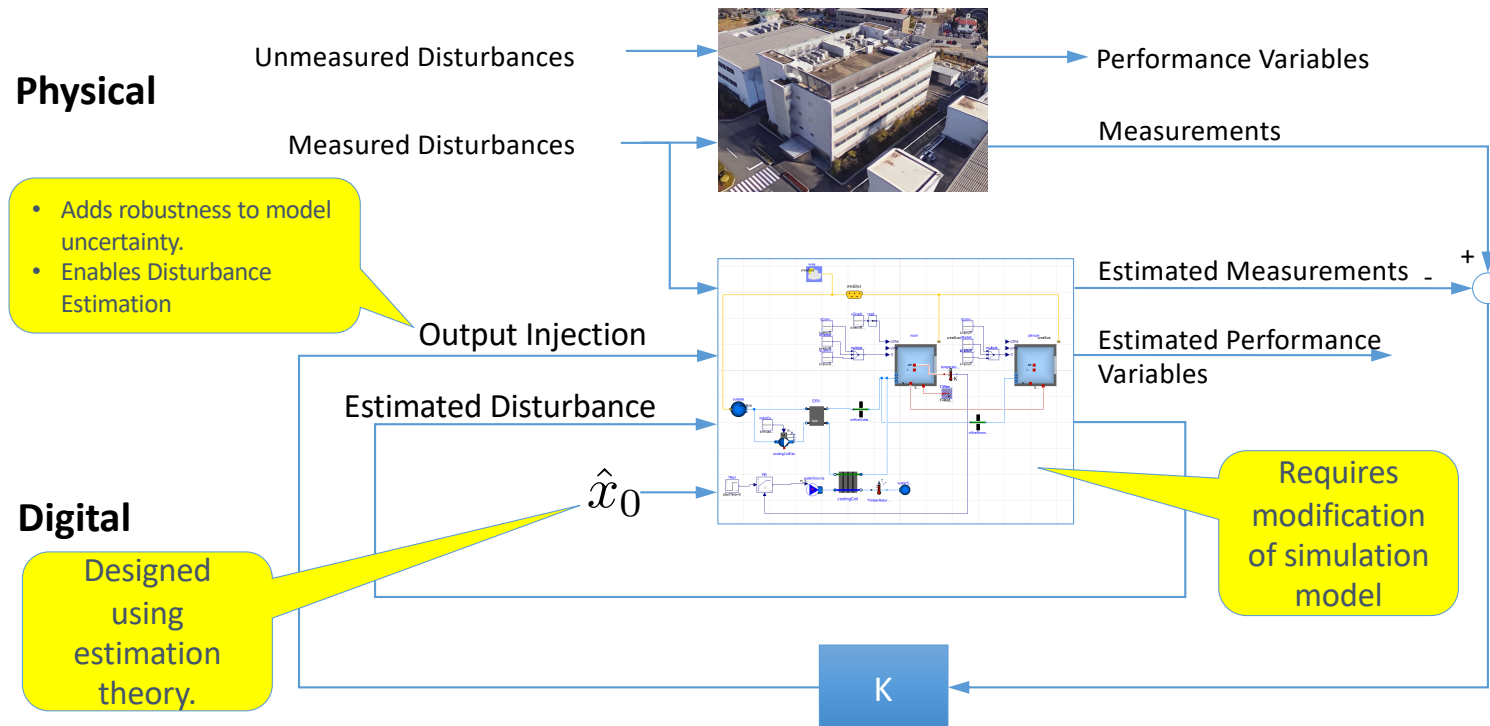 Unmeasured Disturbances
Performance Variables
Physical
Measurements
Measured Disturbances
• Adds robustness to model
uncertainty.
• Enables Disturbance
Estimation
+
Estimated Measurements
-
Output Injection
Estimated Performance
Variables
Estimated Disturbance
K
x̂₀
Digital
Requires
modification
of simulation
model
Designed
using
estimation
theory.
K